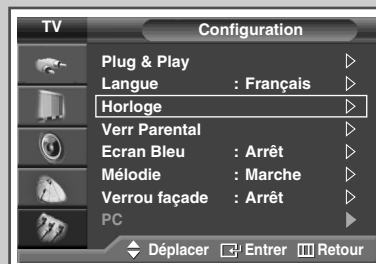 TV Configuration
Plug & Play
Langue : Français
Horloge
Verr Parental
Ecran Bleu : Arrêt
Mélodie : Marche
Verrou façade : Arrêt
PC
Déplacer Entrer Retour